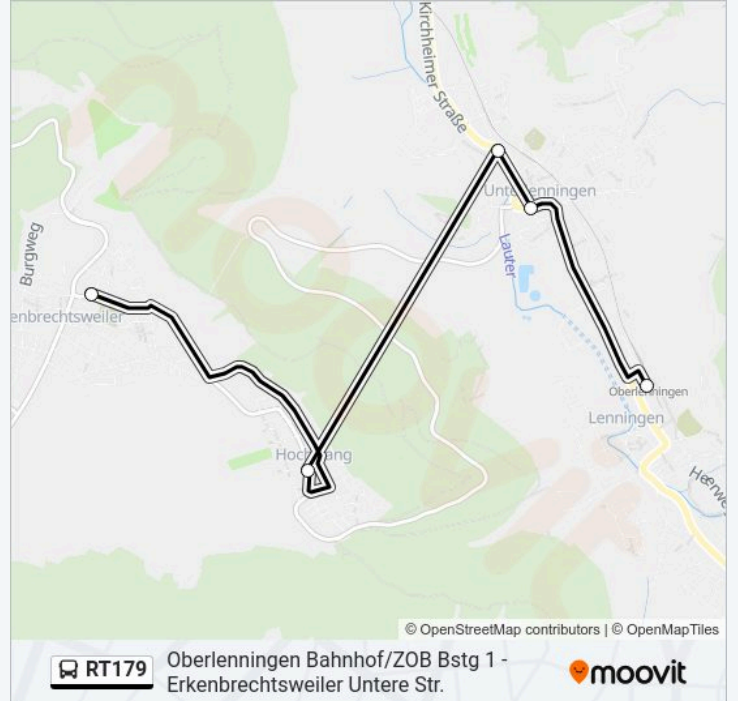 Kirchheimer Straße
Unterlenningen
Burgweg
Lauter
enbrechtsweiler
Oberlenningen
Lenningen
Hochwang
Heerwe
© OpenStreetMap contributors | © OpenMapTiles
RT179
Oberlenningen Bahnhof/ZOB Bstg 1 -
Erkenbrechtsweiler Untere Str.
moovit